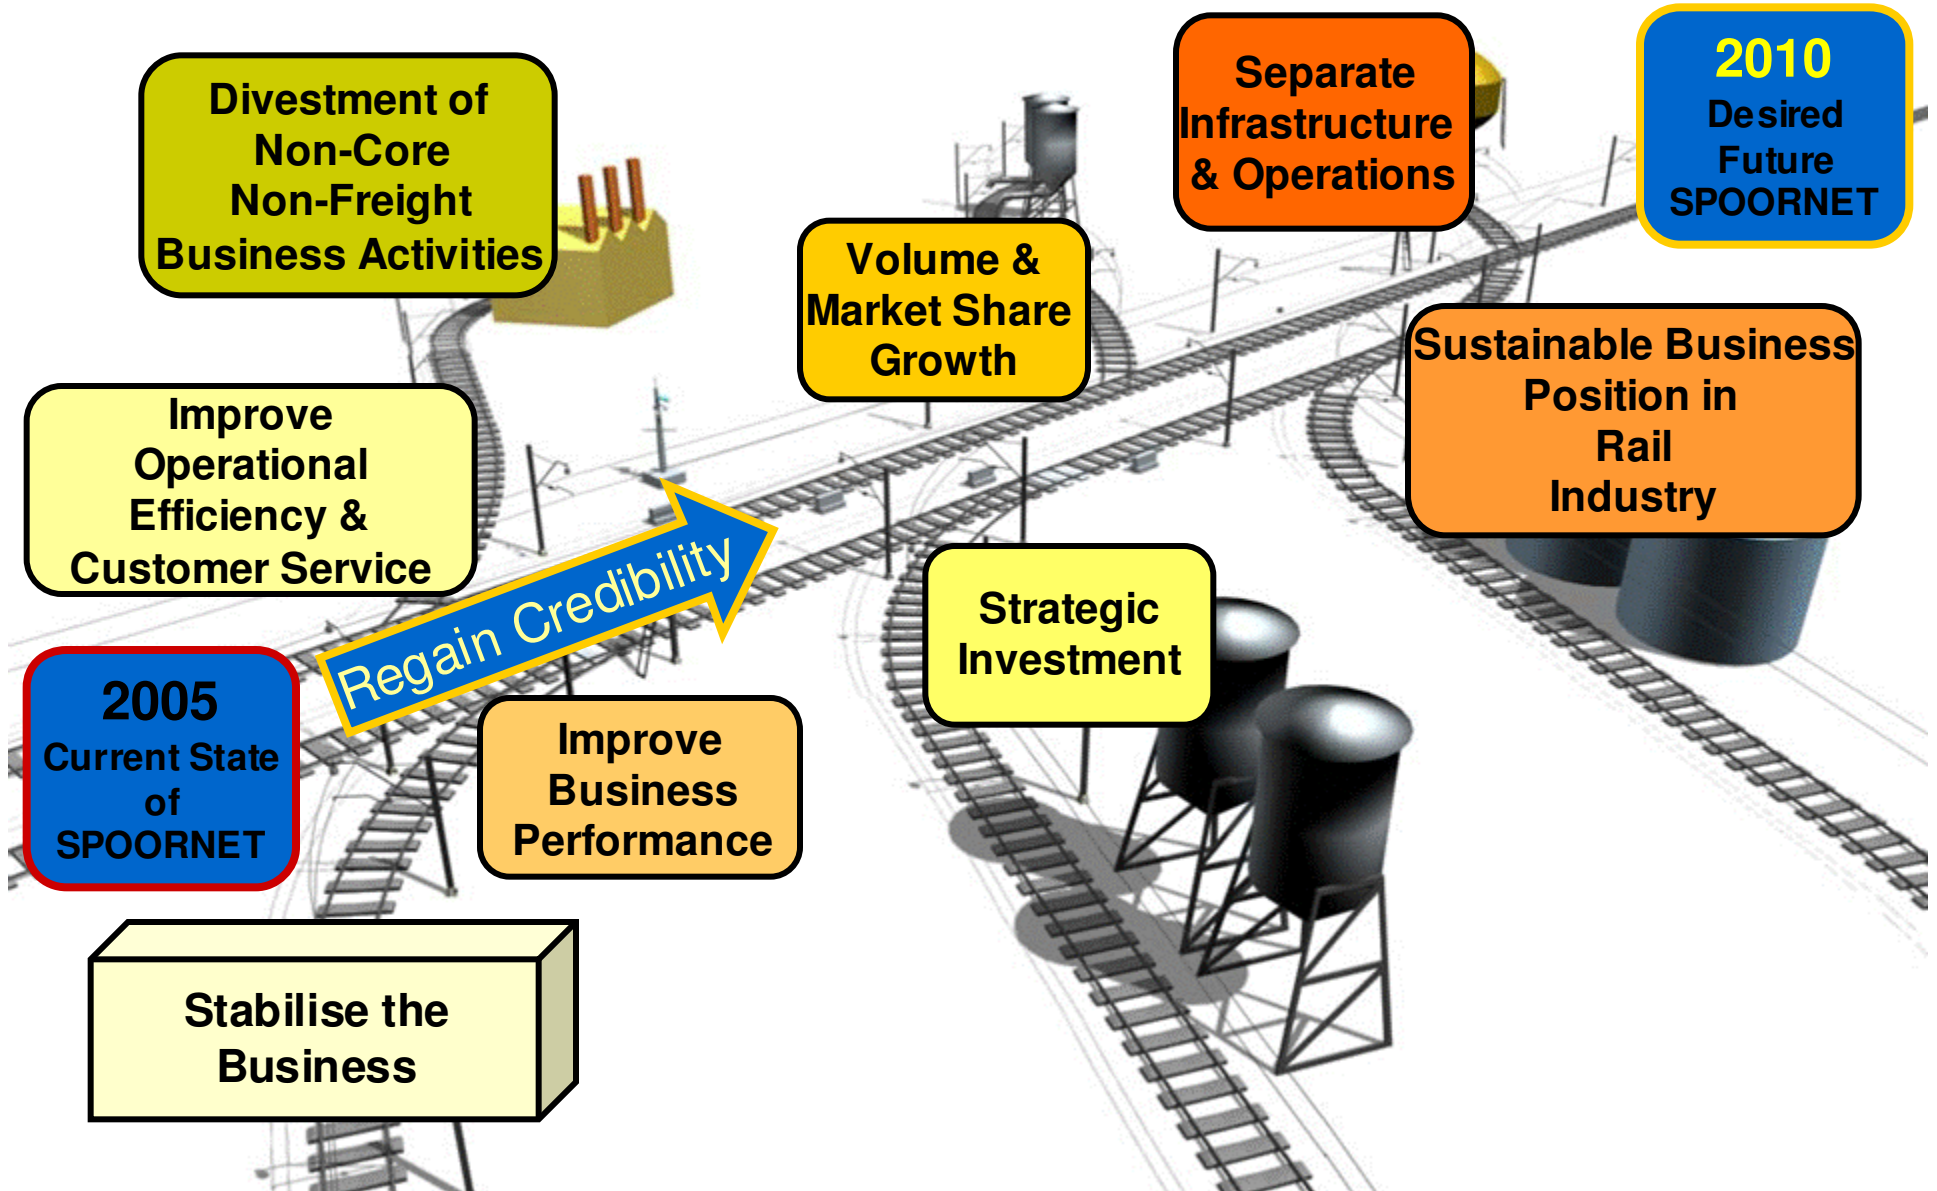 Divestment of
Non-Core
Non-Freight
Business Activities
Separate
Infrastructure
& Operations
2010
Desired
Future
SPOORNET
Volume &
Market Share
Growth
Sustainable Business
Position in
Rail
Industry
Improve
Operational
Efficiency &
Customer Service
Regain Credibility
Strategic
Investment
2005
Current State
of
SPOORNET
Improve
Business
Performance
Stabilise the
Business